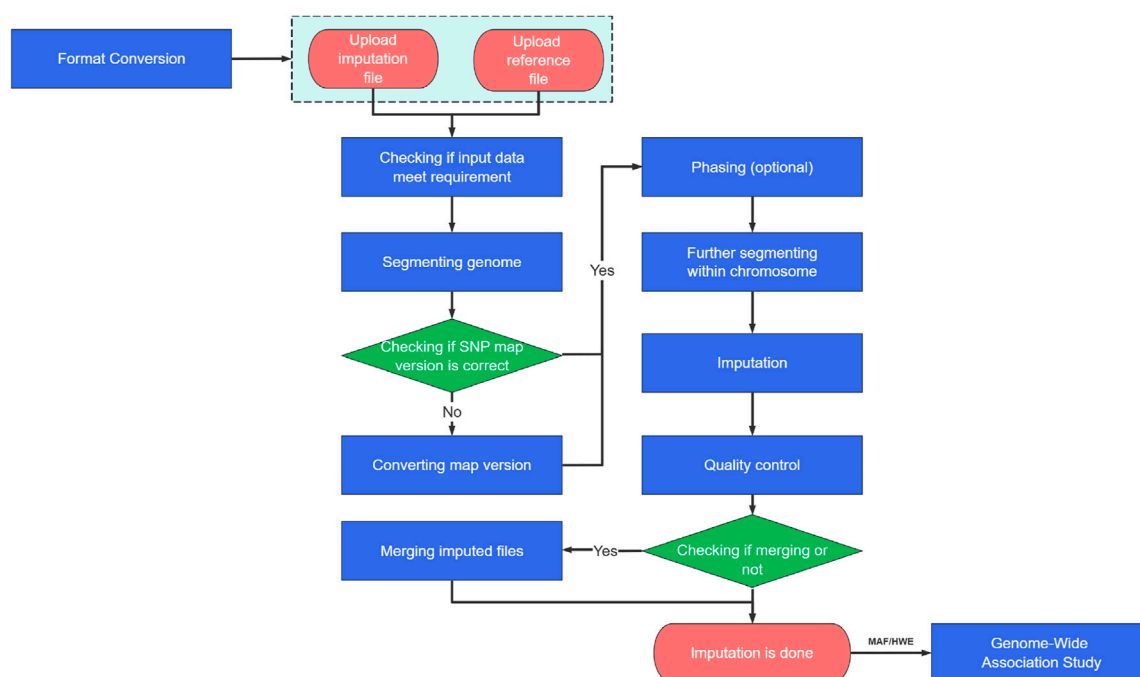 Format Conversion
Upload
imputation
file
Upload
reference
file
Checking if input data
meet requirement
Segmenting genome
Checking if SNP map
version is correct
Yes
No
Converting map version
Phasing (optional)
Further segmenting
within chromosome
Imputation
Quality control
Checking if merging or
not
Yes
Merging imputed files
Imputation is done
MAF/HWE
Genome-Wide
Association Study